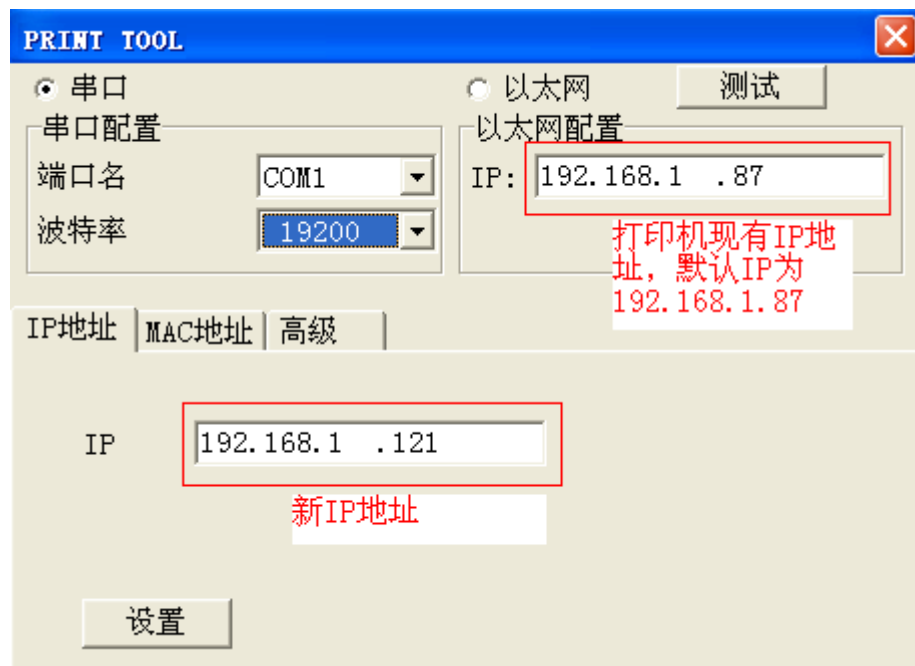 PRINT TOOL
串口
以太网
测试
串口配置
以太网配置
端口名
COM1
IP: 192.168.1 .87
波特率
19200
打印机现有IP地
址，默认IP为
192.168.1.87
IP地址
MAC地址
高级
IP
192.168.1 .121
新IP地址
设置